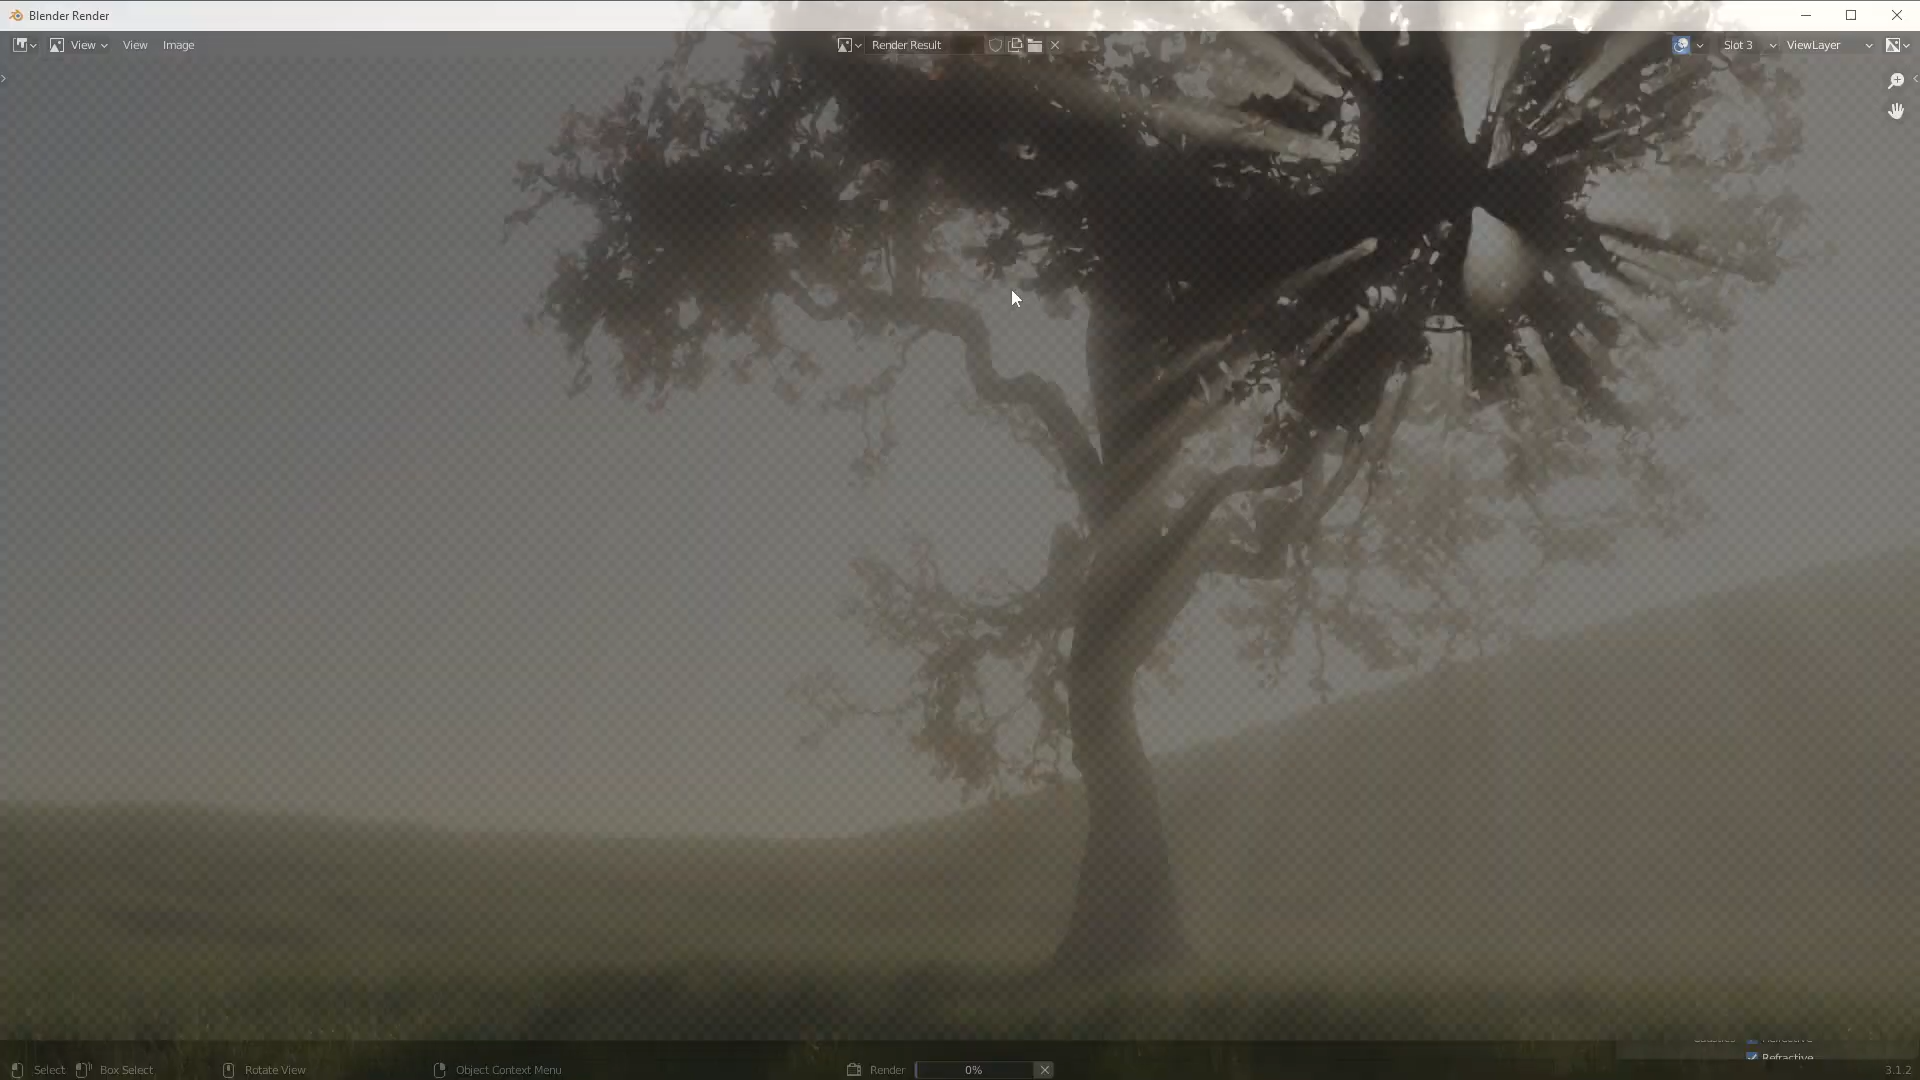 Blender Render
View View Image Render Result Slot 3 ViewLayer
Refractive
Select Box Select Rotate View Object Context Menu Render 0% 3.1.2